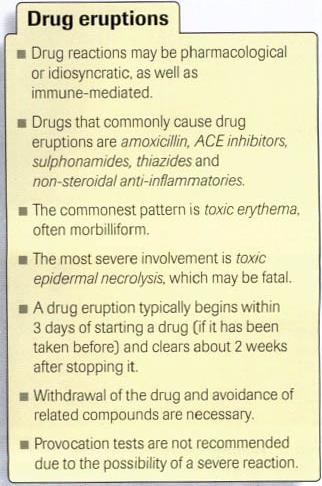 Drug eruptions
■ Drug reactions may be pharmacological
or idiosyncratic, as well as
immune-mediated.
■ Drugs that commonly cause drug
eruptions are amoxicillin, ACE inhibitors,
sulphonamides, thiazides and
non-steroidal anti-inflammatories.
■ The commonest pattern is toxic erythema,
often morbilliform.
■ The most severe involvement is toxic
epidermal necrolysis, which may be fatal.
■ A drug eruption typically begins within
3 days of starting a drug (if it has been
taken before) and clears about 2 weeks
after stopping it.
■ Withdrawal of the drug and avoidance of
related compounds are necessary.
■ Provocation tests are not recommended
due to the possibility of a severe reaction.